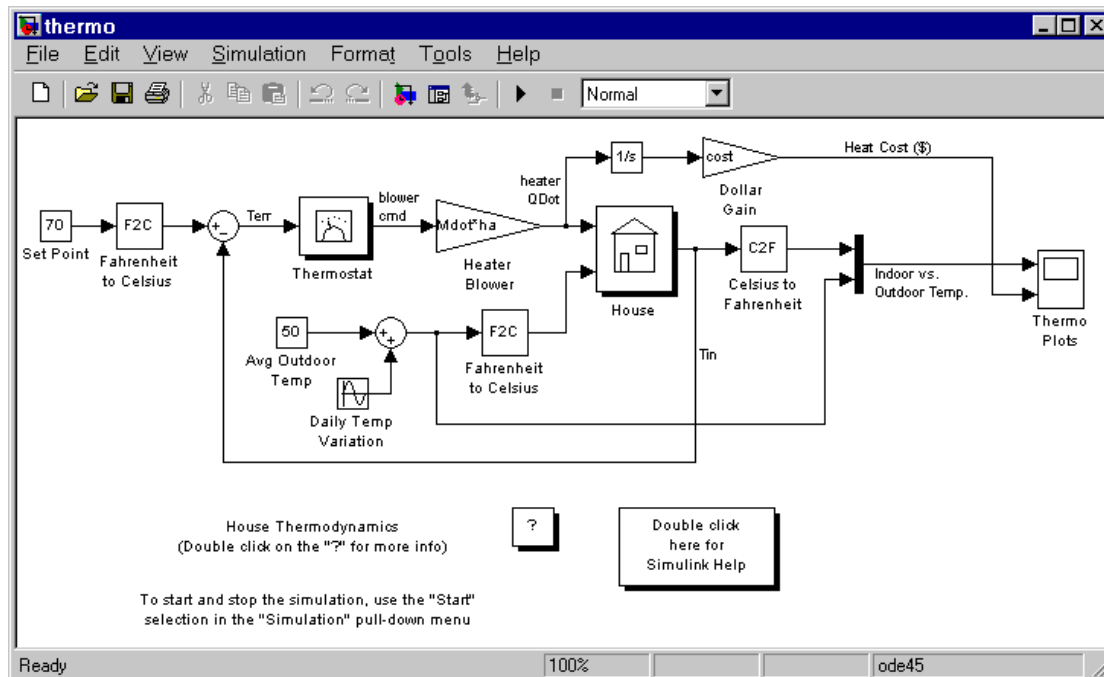 thermo
File Edit View Simulation Format Tools Help
Normal
Heat Cost ($)
1/s
cost
Dollar
Gain
heater
QDot
blower
cmd
Terr
70
Set Point
F2C
Fahrenheit
to Celsius
+
-
Thermostat
Mdot*ha
Heater
Blower
House
C2F
Celsius to
Fahrenheit
Indoor vs.
Outdoor Temp.
Thermo
Plots
50
Avg Outdoor
Temp
+
+
F2C
Fahrenheit
to Celsius
Tin
Daily Temp
Variation
House Thermodynamics
(Double click on the "?" for more info)
?
Double click
here for
Simulink Help
To start and stop the simulation, use the "Start"
selection in the "Simulation" pull-down menu
Ready 100% ode45